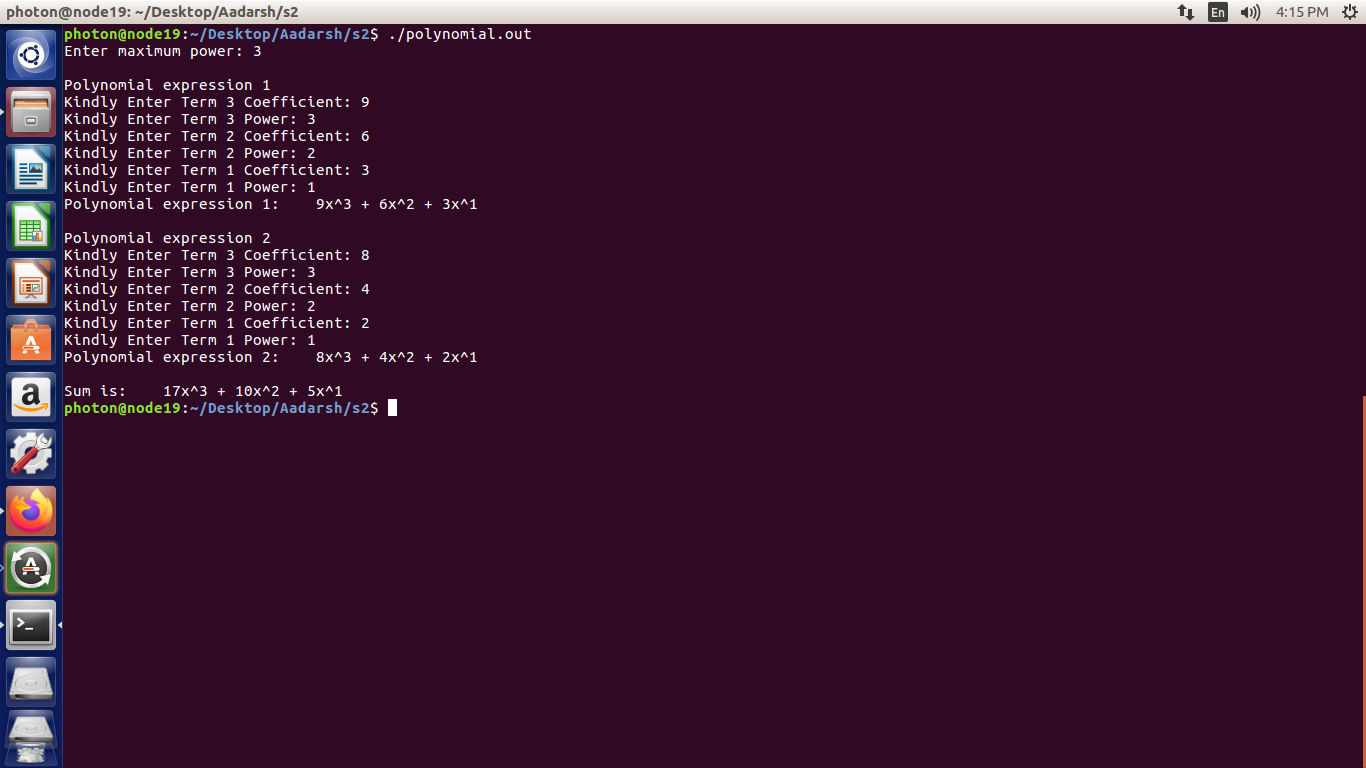 photon@node19: ~/Desktop/Aadarsh/s2
En
4:15 PM
photon@node19:~/Desktop/Aadarsh/s2$ ./polynomial.out
Enter maximum power: 3
Polynomial expression 1
Kindly Enter Term 3 Coefficient: 9
Kindly Enter Term 3 Power: 3
Kindly Enter Term 2 Coefficient: 6
Kindly Enter Term 2 Power: 2
Kindly Enter Term 1 Coefficient: 3
Kindly Enter Term 1 Power: 1
Polynomial expression 1:    9x^3 + 6x^2 + 3x^1
Polynomial expression 2
Kindly Enter Term 3 Coefficient: 8
Kindly Enter Term 3 Power: 3
Kindly Enter Term 2 Coefficient: 4
Kindly Enter Term 2 Power: 2
Kindly Enter Term 1 Coefficient: 2
Kindly Enter Term 1 Power: 1
Polynomial expression 2:    8x^3 + 4x^2 + 2x^1
Sum is:    17x^3 + 10x^2 + 5x^1
photon@node19:~/Desktop/Aadarsh/s2$